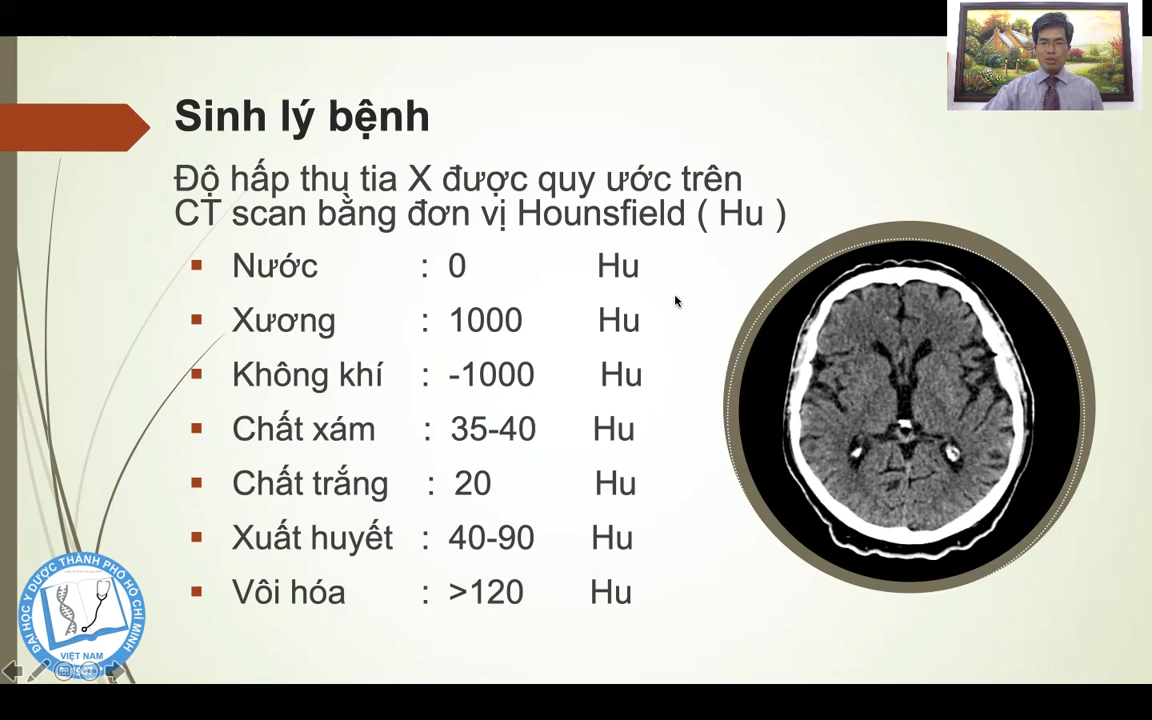 Sinh lý bệnh
Độ hấp thụ tia X được quy ước trên
CT scan bằng đơn vị Hounsfield ( Hu )
Nước : 0 Hu
Xương : 1000 Hu
Không khí : -1000 Hu
Chất xám : 35-40 Hu
Chất trắng : 20 Hu
Xuất huyết : 40-90 Hu
Vôi hóa : >120 Hu
ĐẠI HỌC Y DƯỢC THÀNH PHỐ HỒ CHÍ MINH
VIỆT NAM